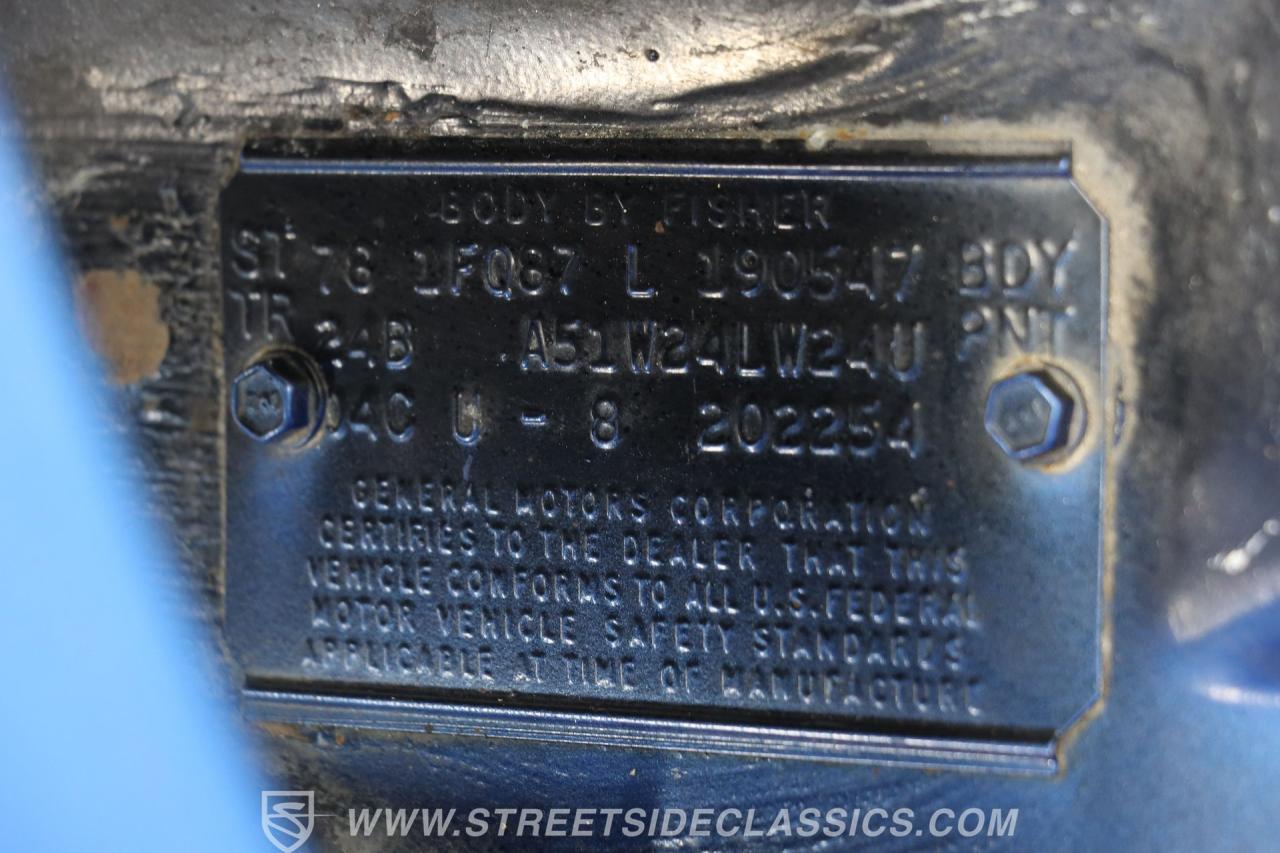 BODY BY FISHER
ST 78 1FQ87 L 190547 BDY
TR 24B A51W24LW24U PNT
04C U - 8 202254
GENERAL MOTORS CORPORATION
CERTIFIES TO THE DEALER THAT THIS
VEHICLE CONFORMS TO ALL U.S. FEDERAL
MOTOR VEHICLE SAFETY STANDARDS
APPLICABLE AT TIME OF MANUFACTURE
WWW.STREETSIDECLASSICS.COM